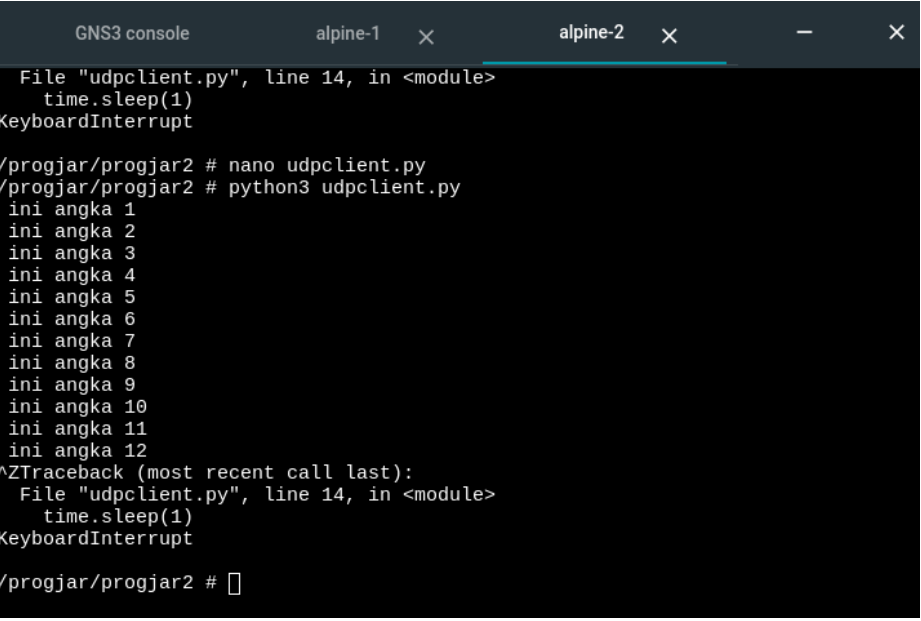 GNS3 console alpine-1 alpine-2
File "udpclient.py", line 14, in <module>
time.sleep(1)
KeyboardInterrupt
/progjar/progjar2 # nano udpclient.py
/progjar/progjar2 # python3 udpclient.py
ini angka 1
ini angka 2
ini angka 3
ini angka 4
ini angka 5
ini angka 6
ini angka 7
ini angka 8
ini angka 9
ini angka 10
ini angka 11
ini angka 12
^ZTraceback (most recent call last):
File "udpclient.py", line 14, in <module>
time.sleep(1)
KeyboardInterrupt
/progjar/progjar2 #